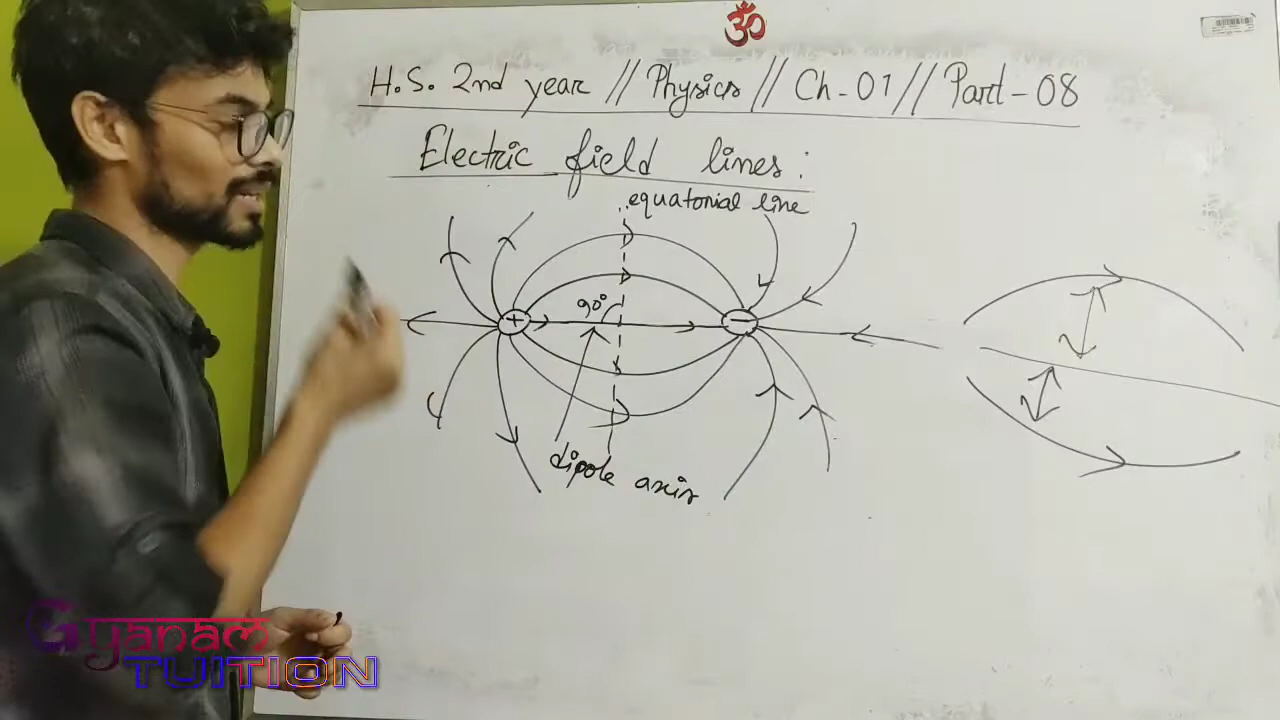 ॐ
H.S. 2nd year // Physics // Ch-01 // Part-08
Electric field lines:
equatorial line
90°
+
−
dipole axis
Gyanam
TUITION